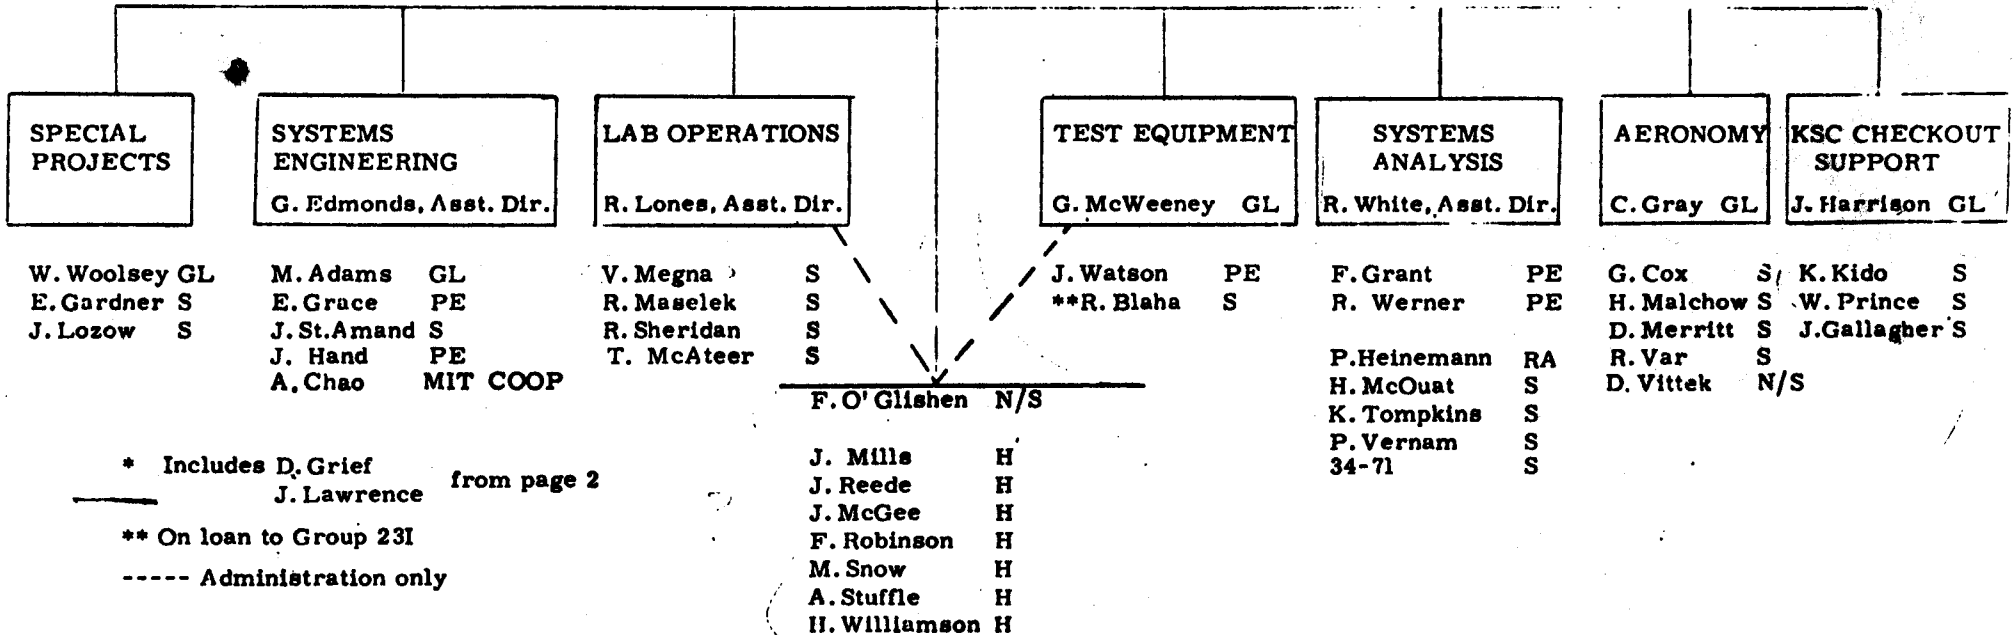 SPECIAL
PROJECTS
W. Woolsey GL
E. Gardner S
J. Lozow S
SYSTEMS
ENGINEERING
G. Edmonds, Asst. Dir.
M. Adams GL
E. Grace PE
J. St. Amand S
J. Hand PE
A. Chao MIT COOP
LAB OPERATIONS
R. Lones, Asst. Dir.
V. Megna S
R. Maselek S
R. Sheridan S
T. McAteer S
TEST EQUIPMENT
G. McWeeney GL
J. Watson PE
**R. Blaha S
SYSTEMS
ANALYSIS
R. White, Asst. Dir.
F. Grant PE
R. Werner PE
P. Heinemann RA
H. McOuat S
K. Tompkins S
P. Vernam S
34-71 S
AERONOMY
C. Gray GL
G. Cox S
H. Malchow S
D. Merritt S
R. Var S
D. Vittek N/S
KSC CHECKOUT
SUPPORT
J. Harrison GL
K. Kido S
W. Prince S
J. Gallagher S
F. O'Glishen N/S
J. Mills H
J. Reede H
J. McGee H
F. Robinson H
M. Snow H
A. Stuffle H
H. Williamson H
* Includes D. Grief
J. Lawrence from page 2
** On loan to Group 23I
----- Administration only